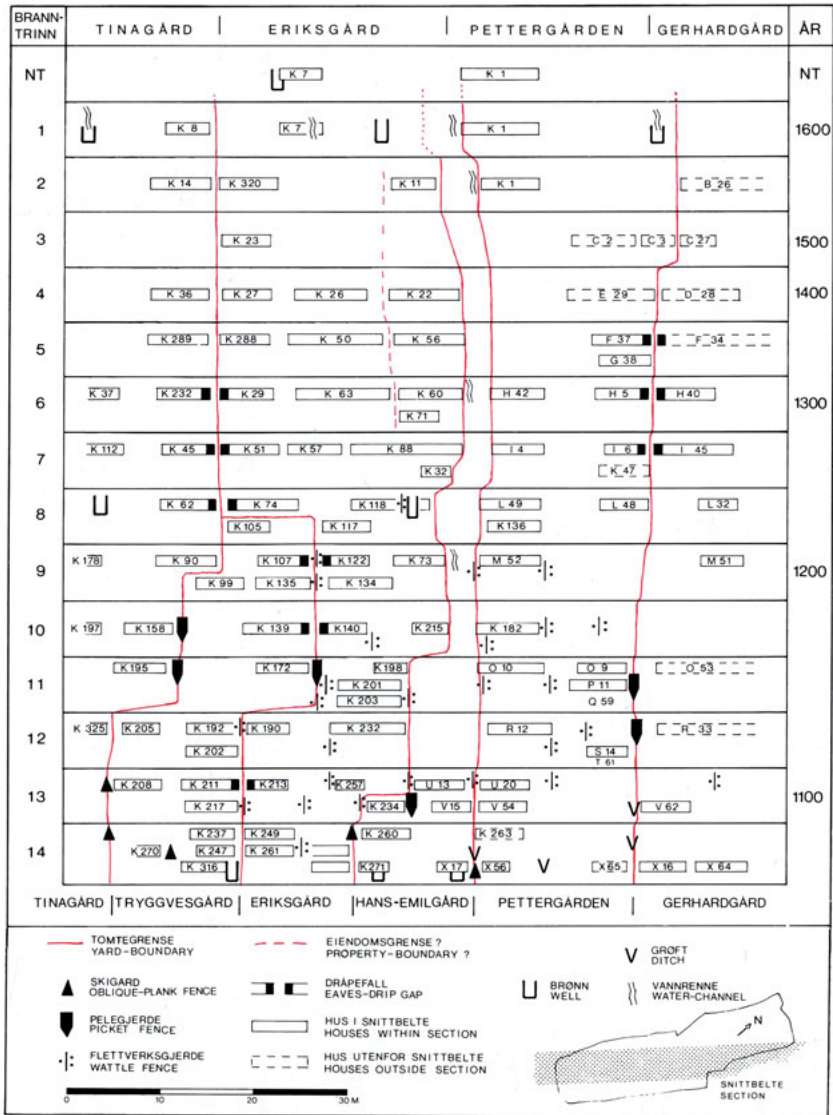 BRANN-TRINN TINAGÅRD ERIKSGÅRD PETTERGÅRDEN GERHARDGÅRD ÅR
NT K 7 K 1 NT
1 K 8 K 7 K 1 1600
2 K 14 K 320 K 11 K 1 B 26
3 K 23 C 2 C 3 C 27 1500
4 K 36 K 27 K 26 K 22 E 29 D 28 1400
5 K 289 K 288 K 50 K 56 F 37 F 34
G 38
6 K 37 K 232 K 29 K 63 K 60 H 42 H 5 H 40 1300
K 71
7 K 112 K 45 K 51 K 57 K 88 I 4 I 6 I 45
K 32 K 47
8 K 62 K 74 K 118 L 49 L 48 L 32
K 105 K 117 K 136
9 K 178 K 90 K 107 K 122 K 73 M 52 M 51 1200
K 99 K 135 K 134
10 K 197 K 158 K 139 K 140 K 215 K 182
11 K 195 K 172 K 198 O 10 O 9 O 53
K 201 P 11
K 203 Q 59
12 K 325 K 205 K 192 K 190 K 232 R 12 R 33
K 202 S 14
T 61
13 K 208 K 211 K 213 K 257 U 13 U 20 1100
K 217 K 234 V 15 V 54 V 62
14 K 237 K 249 K 260 K 263
K 270 K 247 K 261
K 316 K 271 X 17 X 56 X 65 X 16 X 64
TINAGÅRD TRYGGVESGÅRD ERIKSGÅRD HANS-EMILGÅRD PETTERGÅRDEN GERHARDGÅRD
TOMTEGRENSE
YARD-BOUNDARY
EIENDOMSGRENSE ?
PROPERTY-BOUNDARY ?
GRØFT
DITCH
SKIGARD
OBLIQUE-PLANK FENCE
DRÅPEFALL
EAVES-DRIP GAP
BRØNN
WELL
VANNRENNE
WATER-CHANNEL
PELEGJERDE
PICKET FENCE
HUS I SNITTBELTE
HOUSES WITHIN SECTION
N
FLETTVERKSGJERDE
WATTLE FENCE
HUS UTENFOR SNITTBELTE
HOUSES OUTSIDE SECTION
SNITTBELTE
SECTION
0 10 20 30 M